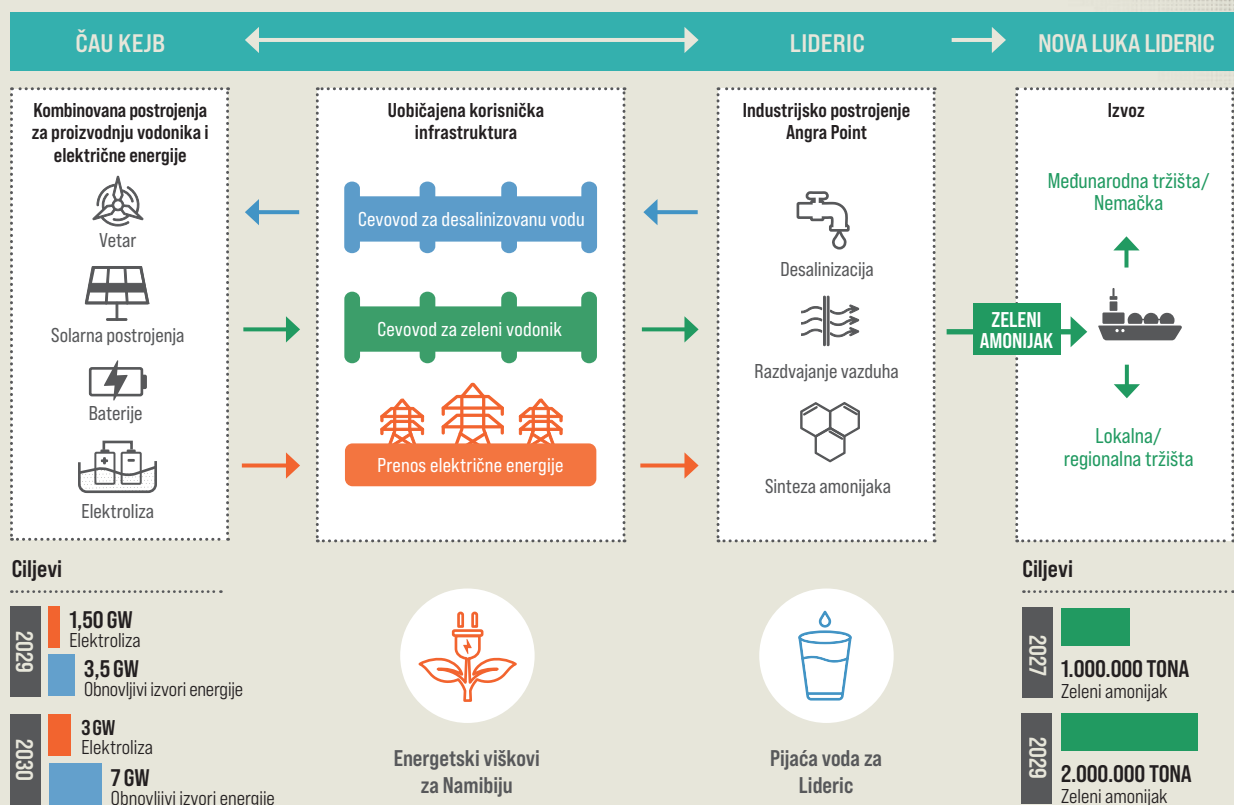 ČAU KEJB
LIDERIC
NOVA LUKA LIDERIC
Kombinovana postrojenja
za proizvodnju vodonika i
električne energije
Vetar
Solarna postrojenja
Baterije
Elektroliza
Uobičajena korisnička
infrastruktura
Cevovod za desalinizovanu vodu
Cevovod za zeleni vodonik
Prenos električne energije
Industrijsko postrojenje
Angra Point
Desalinizacija
Razdvajanje vazduha
Sinteza amonijaka
ZELENI
AMONIJAK
Izvoz
Međunarodna tržišta/
Nemačka
Lokalna/
regionalna tržišta
Ciljevi
2029
1,50 GW
Elektroliza
3,5 GW
Obnovljivi izvori energije
2030
3 GW
Elektroliza
7 GW
Obnovljivi izvori energije
Energetski viškovi
za Namibiju
Pijaća voda za
Lideric
Ciljevi
2027
1.000.000 TONA
Zeleni amonijak
2029
2.000.000 TONA
Zeleni amonijak